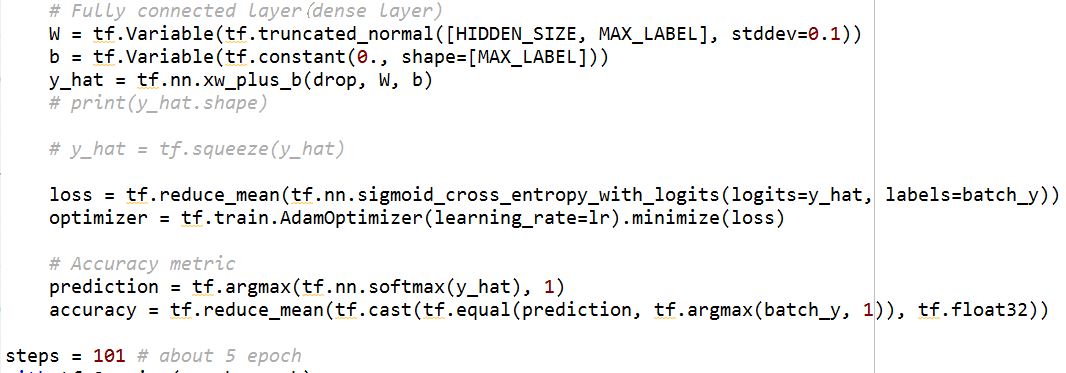 # Fully connected layer(dense layer)
W = tf.Variable(tf.truncated_normal([HIDDEN_SIZE, MAX_LABEL], stddev=0.1))
b = tf.Variable(tf.constant(0., shape=[MAX_LABEL]))
y_hat = tf.nn.xw_plus_b(drop, W, b)
# print(y_hat.shape)
# y_hat = tf.squeeze(y_hat)
loss = tf.reduce_mean(tf.nn.sigmoid_cross_entropy_with_logits(logits=y_hat, labels=batch_y))
optimizer = tf.train.AdamOptimizer(learning_rate=lr).minimize(loss)
# Accuracy metric
prediction = tf.argmax(tf.nn.softmax(y_hat), 1)
accuracy = tf.reduce_mean(tf.cast(tf.equal(prediction, tf.argmax(batch_y, 1)), tf.float32))
steps = 101 # about 5 epoch